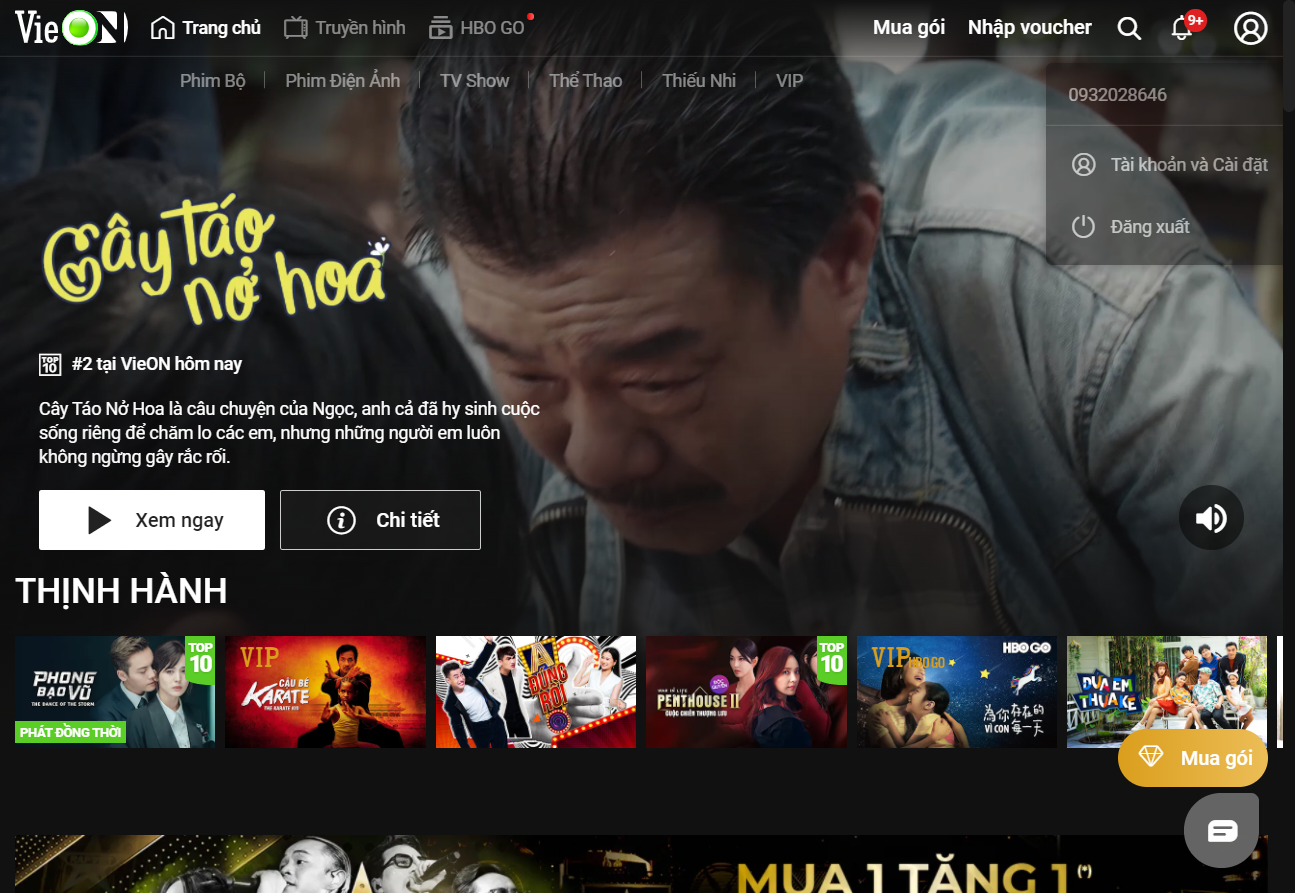 VieON
Trang chủ
Truyền hình
HBO GO
Mua gói
Nhập voucher
9+
Phim Bộ
Phim Điện Ảnh
TV Show
Thể Thao
Thiếu Nhi
VIP
0932028646
Tài khoản và Cài đặt
Đăng xuất
Cây táo
nở hoa
TOP
10
#2 tại VieON hôm nay
Cây Táo Nở Hoa là câu chuyện của Ngọc, anh cả đã hy sinh cuộc
sống riêng để chăm lo các em, nhưng những người em luôn
không ngừng gây rắc rối.
Xem ngay
Chi tiết
THỊNH HÀNH
TOP
10
PHONG
BẠO VŨ
THE DANCE OF THE STORM
PHÁT ĐỒNG THỜI
VIP
CẬU BÉ
KARATE
THE KARATE KID
A
ĐÚNG
RỒI
TOP
10
ĐỘC
QUYỀN
PENTHOUSE II
CUỘC CHIẾN THƯỢNG LƯU
VIP
HBO GO
HBO GO
為你存在的
每一天
VÌ CON
DỰA EM
THUA KẾ
Mua gói
MUA 1 TẶNG 1(*)